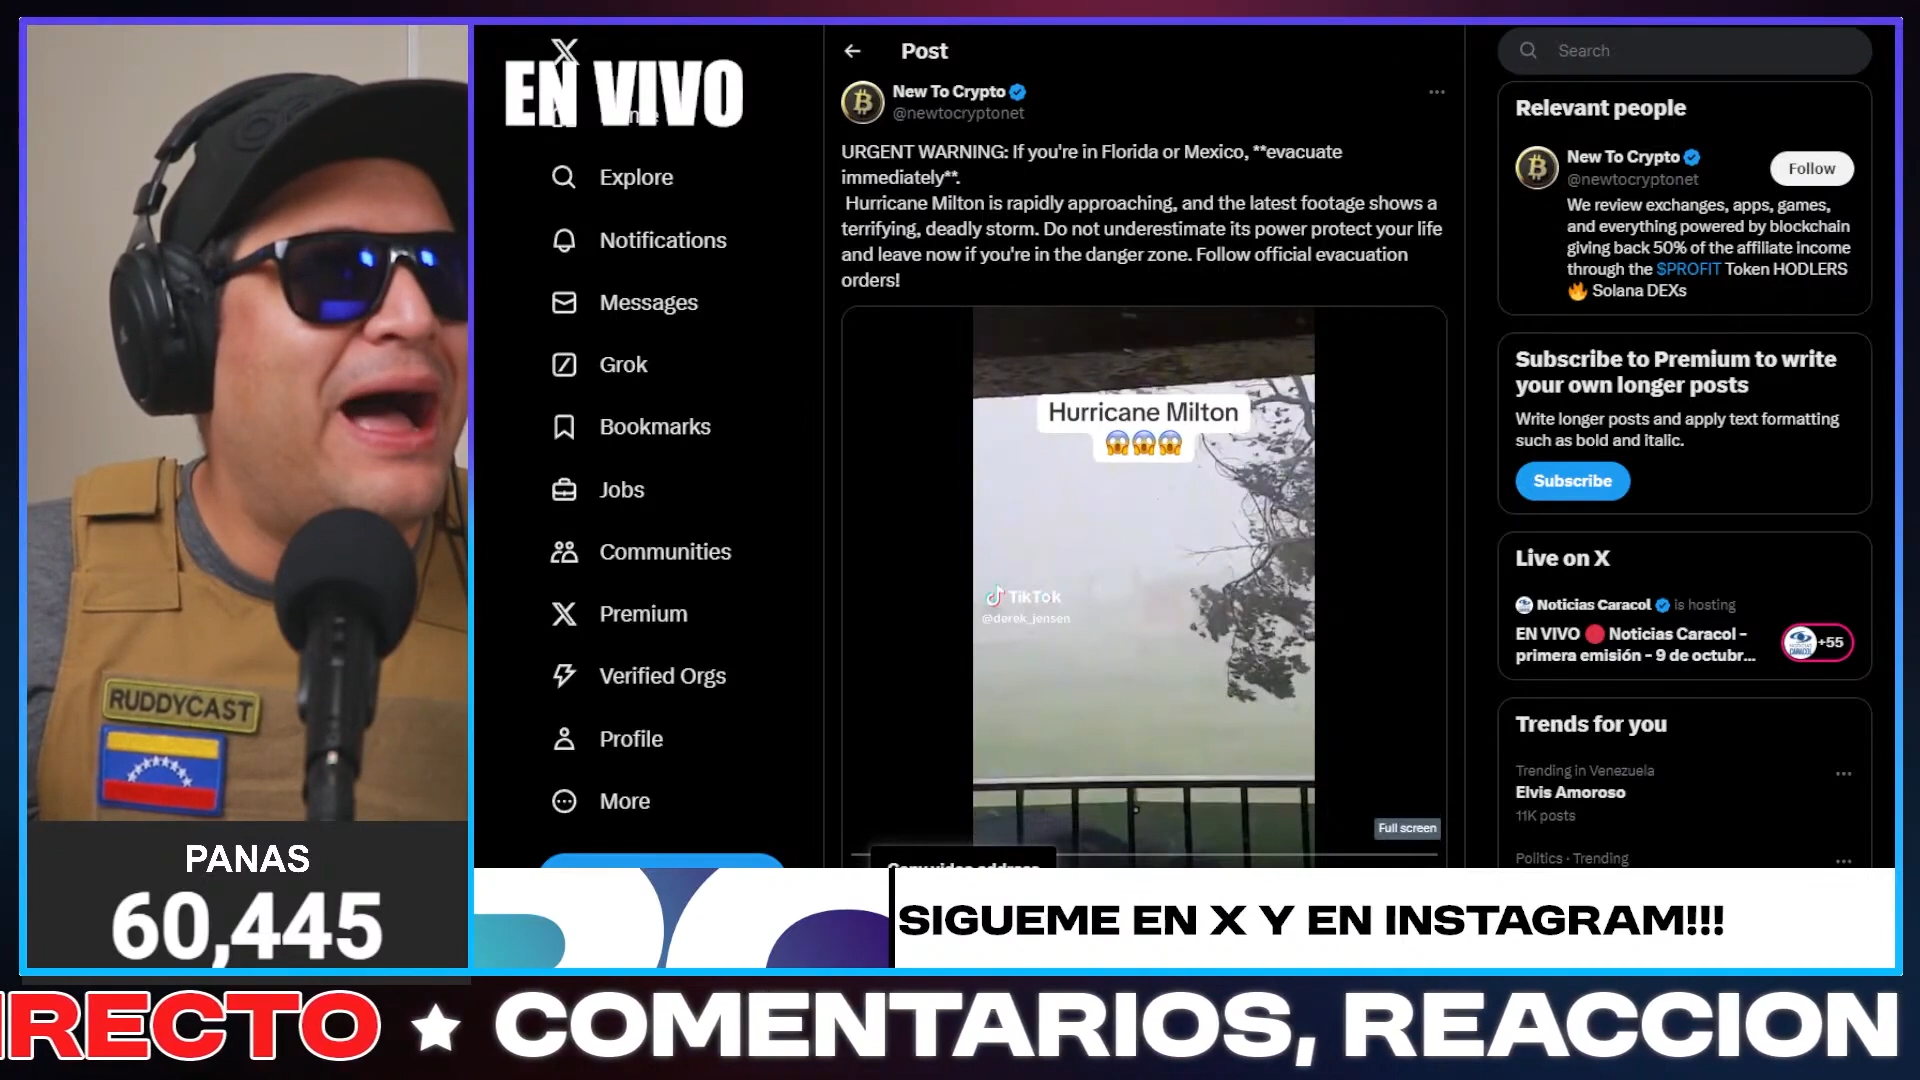 EN VIVO
Explore
Notifications
Messages
Grok
Bookmarks
Jobs
Communities
Premium
Verified Orgs
Profile
More
Post
New To Crypto
@newtocryptonet
URGENT WARNING: If you're in Florida or Mexico, **evacuate
immediately**.
Hurricane Milton is rapidly approaching, and the latest footage shows a
terrifying, deadly storm. Do not underestimate its power protect your life
and leave now if you're in the danger zone. Follow official evacuation
orders!
Hurricane Milton
TikTok
@derek_jensen
Full screen
Copy video address
Search
Relevant people
New To Crypto
@newtocryptonet
Follow
We review exchanges, apps, games,
and everything powered by blockchain
giving back 50% of the affiliate income
through the $PROFIT Token HODLERS
🔥 Solana DEXs
Subscribe to Premium to write
your own longer posts
Write longer posts and apply text formatting
such as bold and italic.
Subscribe
Live on X
Noticias Caracol is hosting
EN VIVO 🔴 Noticias Caracol -
primera emisión - 9 de octubr...
+55
Trends for you
Trending in Venezuela
Elvis Amoroso
11K posts
Politics · Trending
RUDDYCAST
PANAS
60,445
SIGUEME EN X Y EN INSTAGRAM!!!
IRECTO ★ COMENTARIOS, REACCION